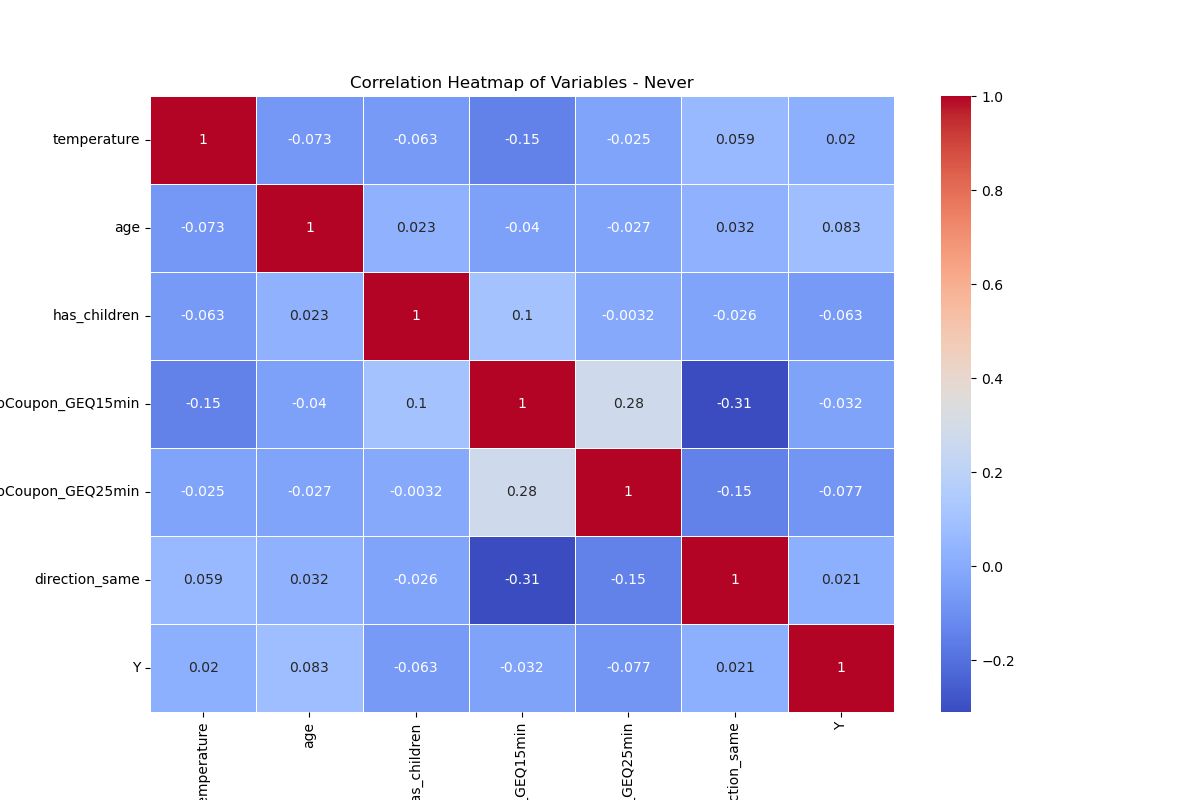 Correlation Heatmap of Variables - Never
temperature 1 -0.073 -0.063 -0.15 -0.025 0.059 0.02
age -0.073 1 0.023 -0.04 -0.027 0.032 0.083
has_children -0.063 0.023 1 0.1 -0.0032 -0.026 -0.063
oCoupon_GEQ15min -0.15 -0.04 0.1 1 0.28 -0.31 -0.032
oCoupon_GEQ25min -0.025 -0.027 -0.0032 0.28 1 -0.15 -0.077
direction_same 0.059 0.032 -0.026 -0.31 -0.15 1 0.021
Y 0.02 0.083 -0.063 -0.032 -0.077 0.021 1
emperature
age
as_children
_GEQ15min
_GEQ25min
ction_same
Y
1.0
0.8
0.6
0.4
0.2
0.0
−0.2